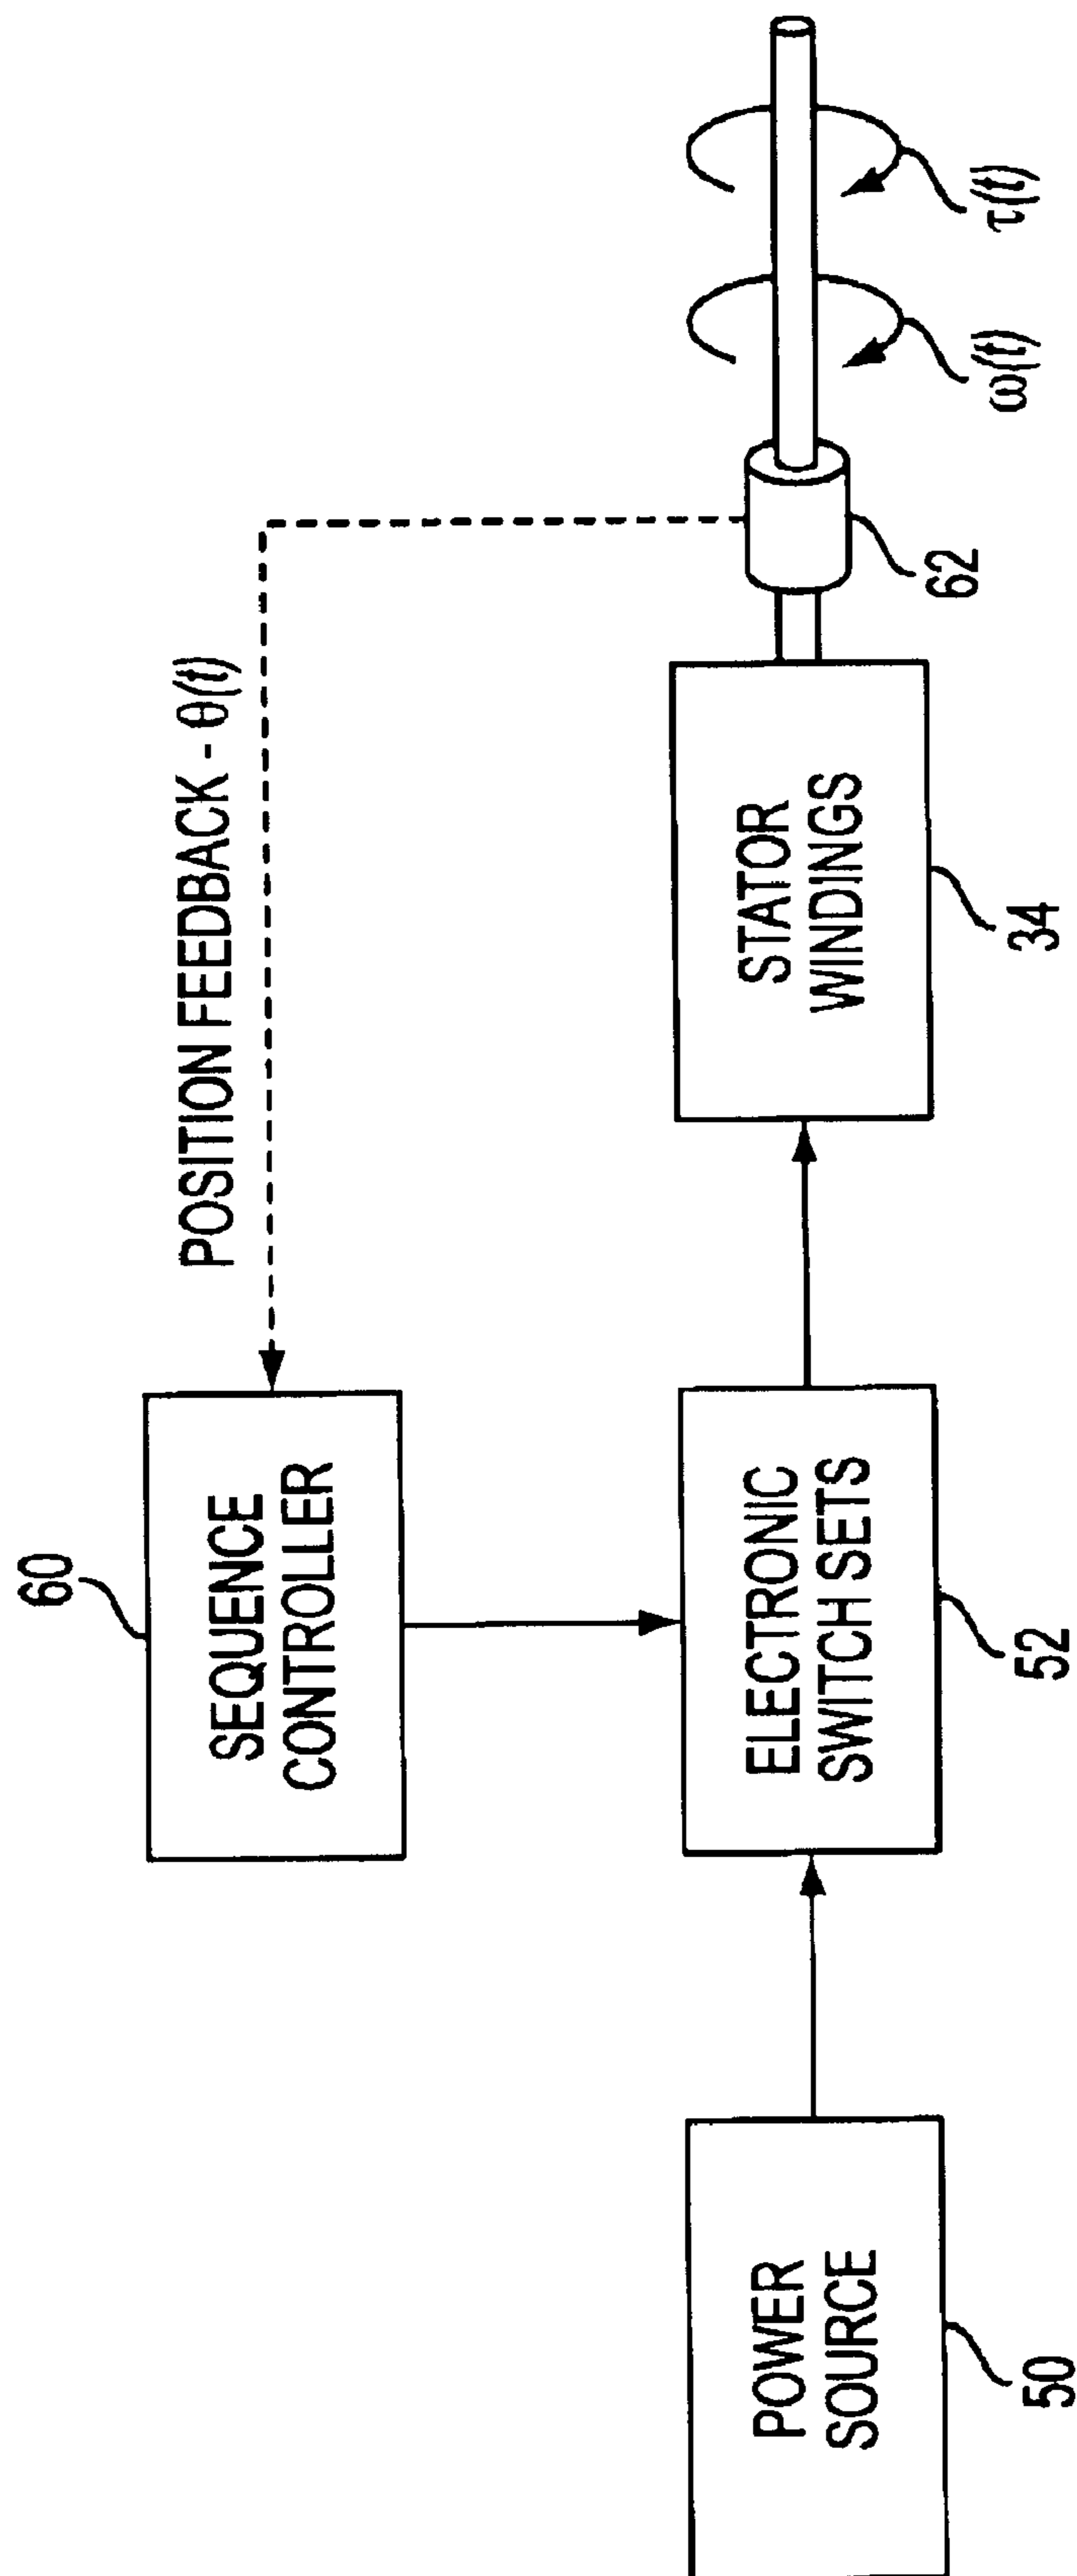 60
SEQUENCE
CONTROLLER
POSITION FEEDBACK - θ(t)
POWER
SOURCE
50
ELECTRONIC
SWITCH SETS
52
STATOR
WINDINGS
34
62
ω(t)
τ(t)